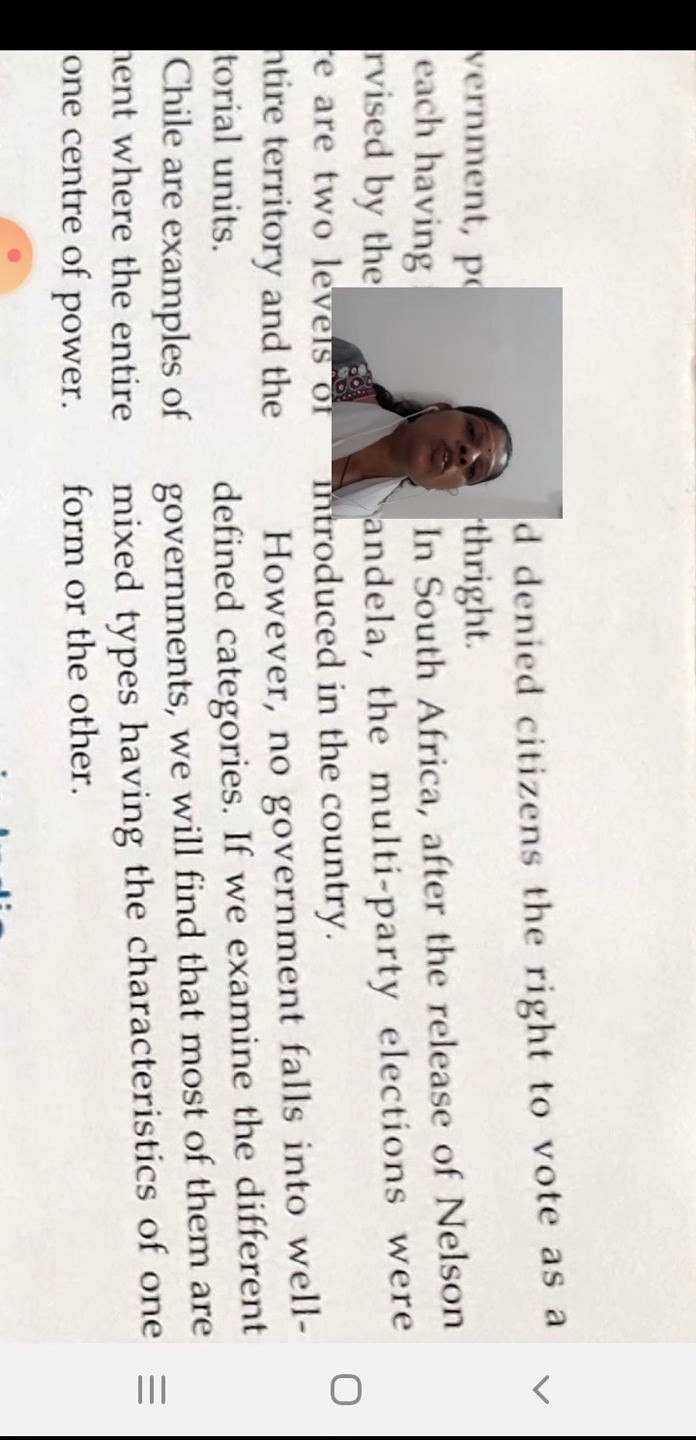 vernment,
each having
rvised by the
re are two levels of
ntire territory and the
torial units.
Chile are examples of
nent where the entire
one centre of power.
d denied citizens the right to vote as a
thright.
In South Africa, after the release of Nelson
andela, the multi-party elections were
introduced in the country.
However, no government falls into well-
defined categories. If we examine the different
governments, we will find that most of them are
mixed types having the characteristics of one
form or the other.